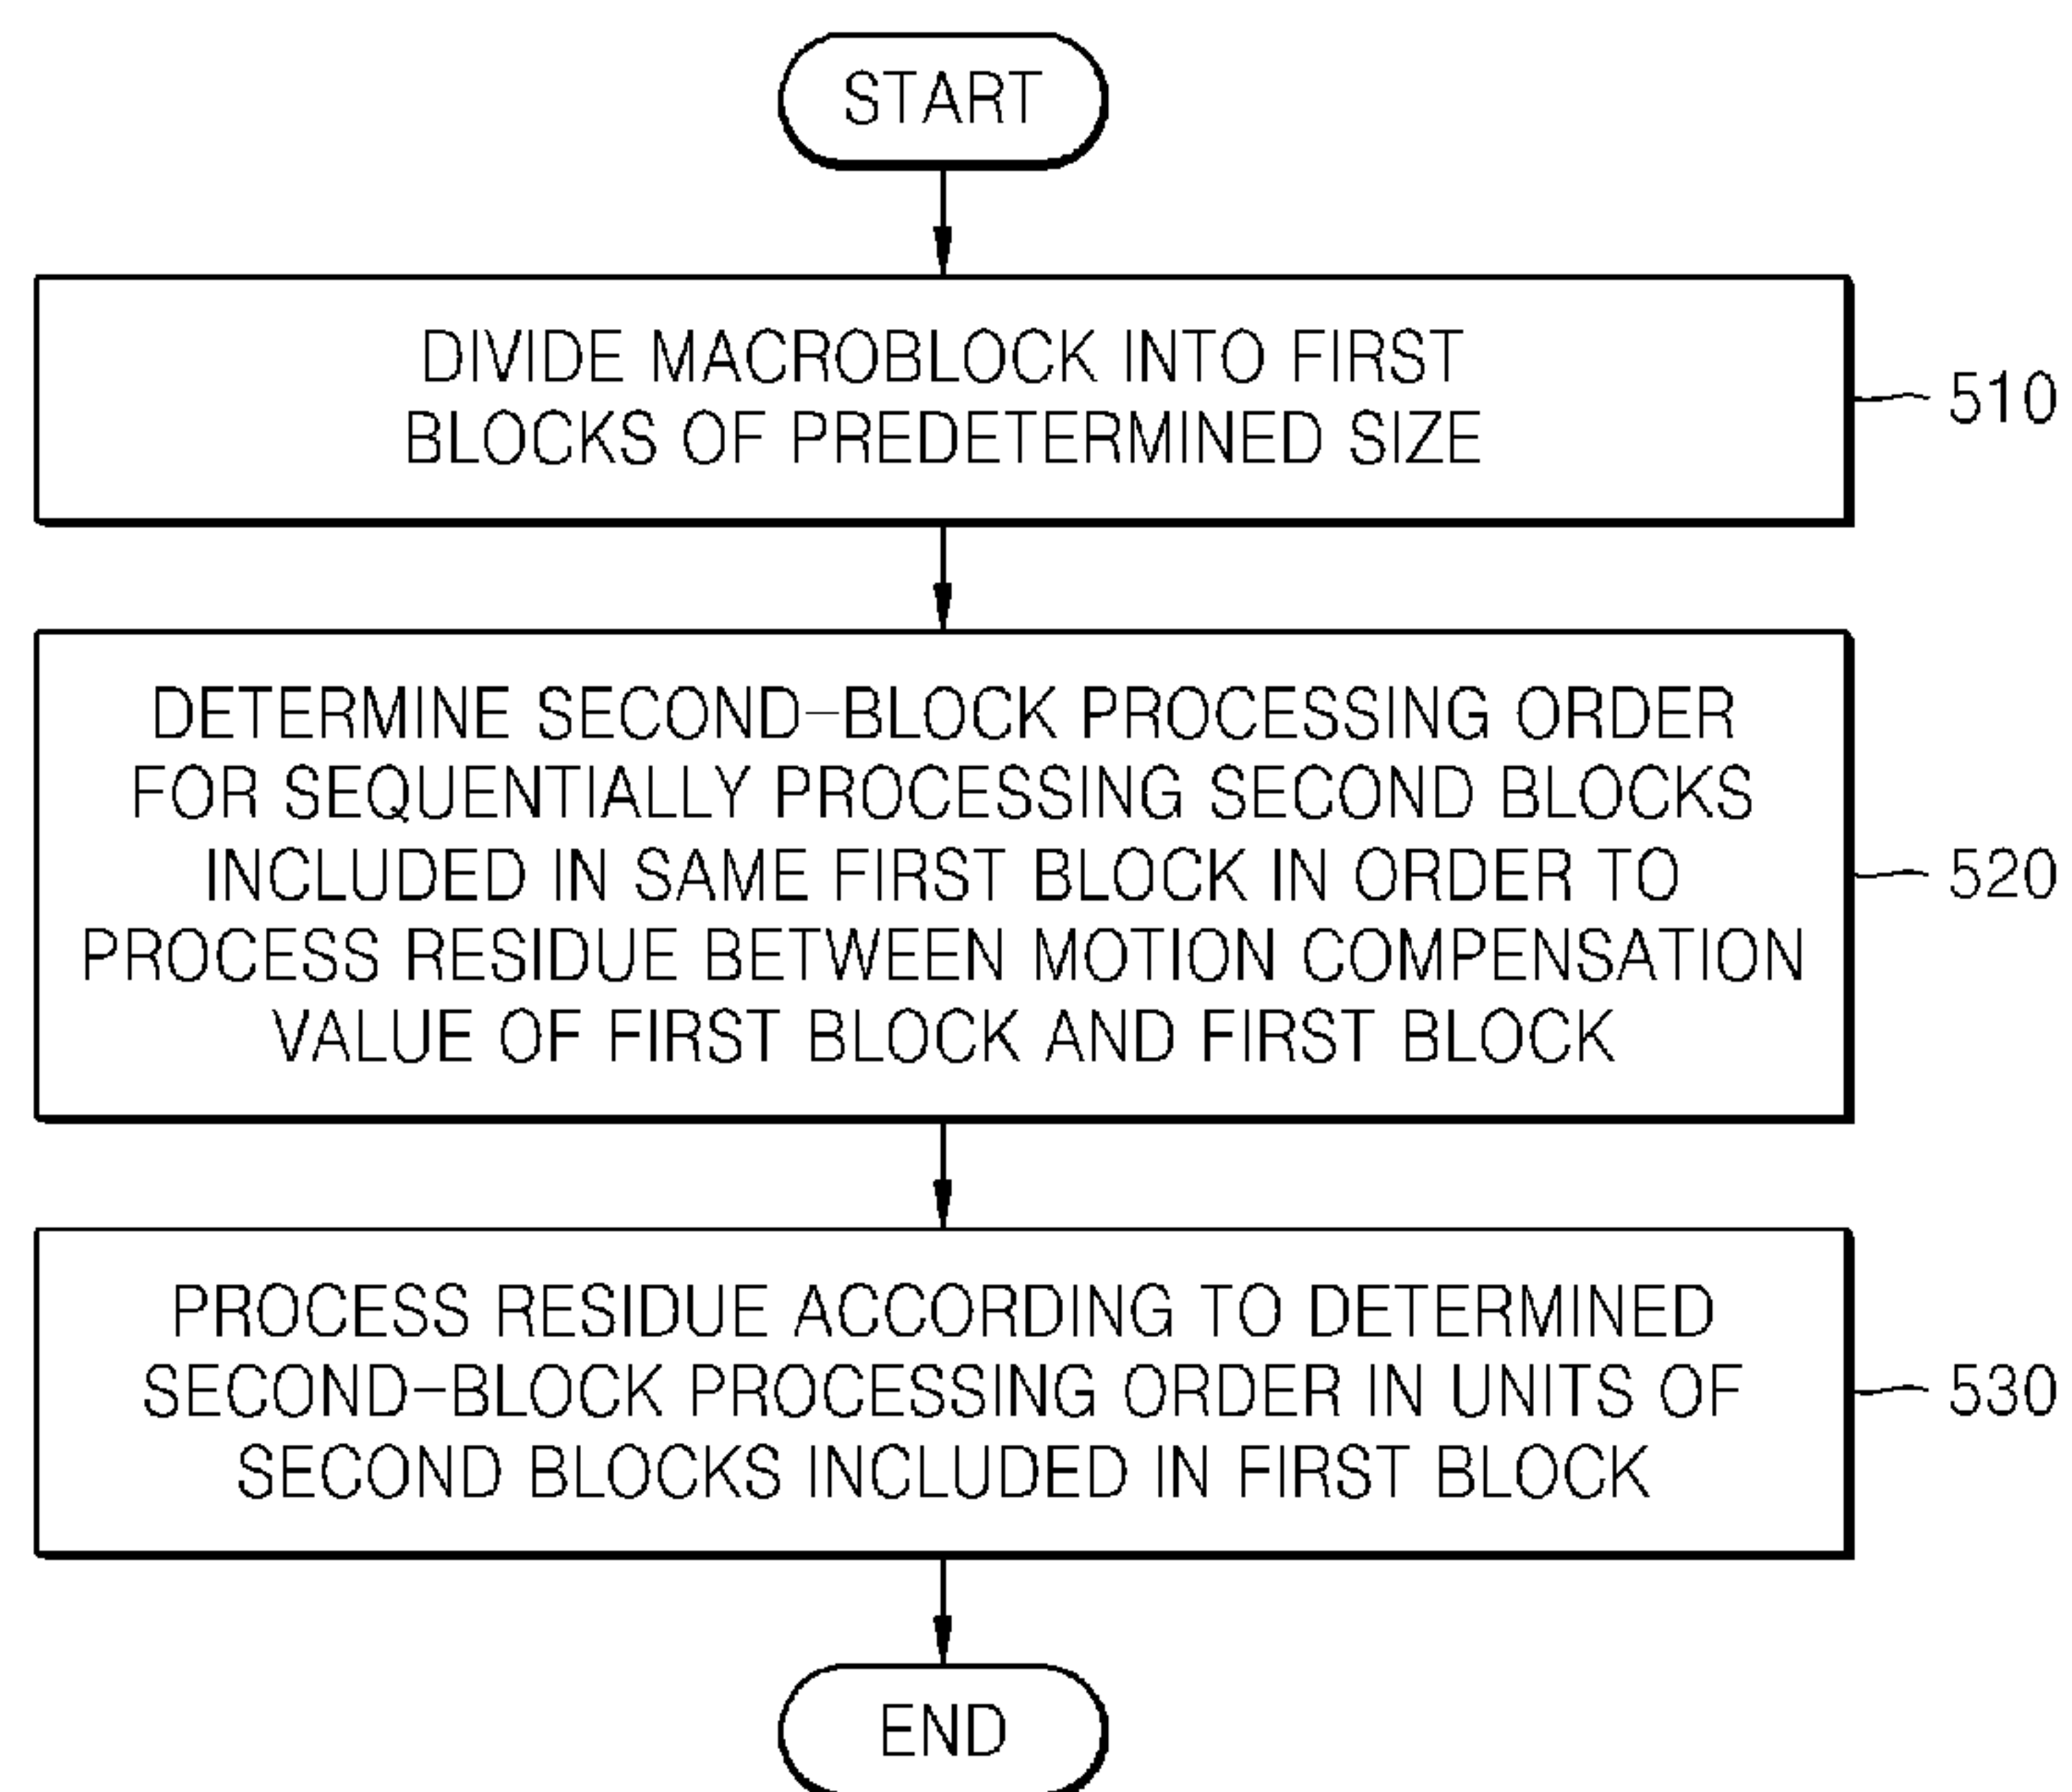 START
DIVIDE MACROBLOCK INTO FIRST
BLOCKS OF PREDETERMINED SIZE
510
DETERMINE SECOND-BLOCK PROCESSING ORDER
FOR SEQUENTIALLY PROCESSING SECOND BLOCKS
INCLUDED IN SAME FIRST BLOCK IN ORDER TO
PROCESS RESIDUE BETWEEN MOTION COMPENSATION
VALUE OF FIRST BLOCK AND FIRST BLOCK
520
PROCESS RESIDUE ACCORDING TO DETERMINED
SECOND-BLOCK PROCESSING ORDER IN UNITS OF
SECOND BLOCKS INCLUDED IN FIRST BLOCK
530
END